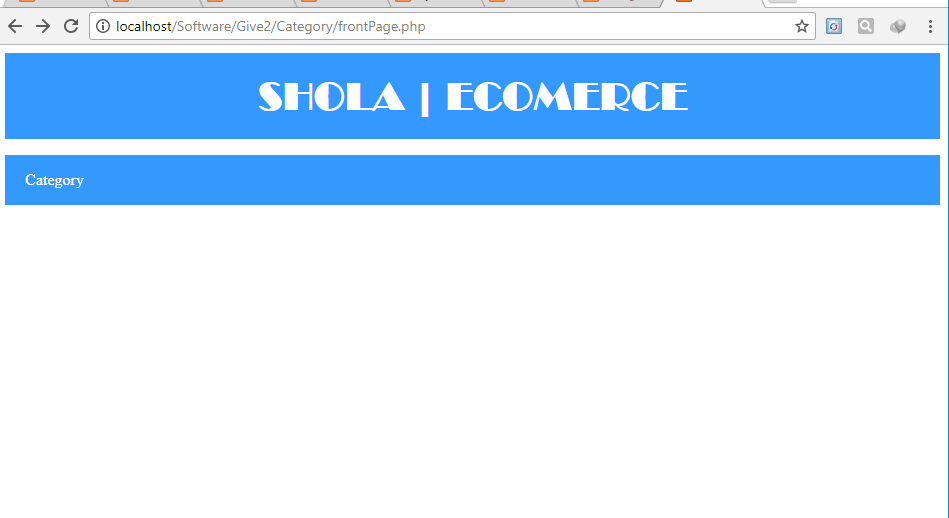 localhost/Software/Give2/Category/frontPage.php
SHOLA | ECOMERCE
Category